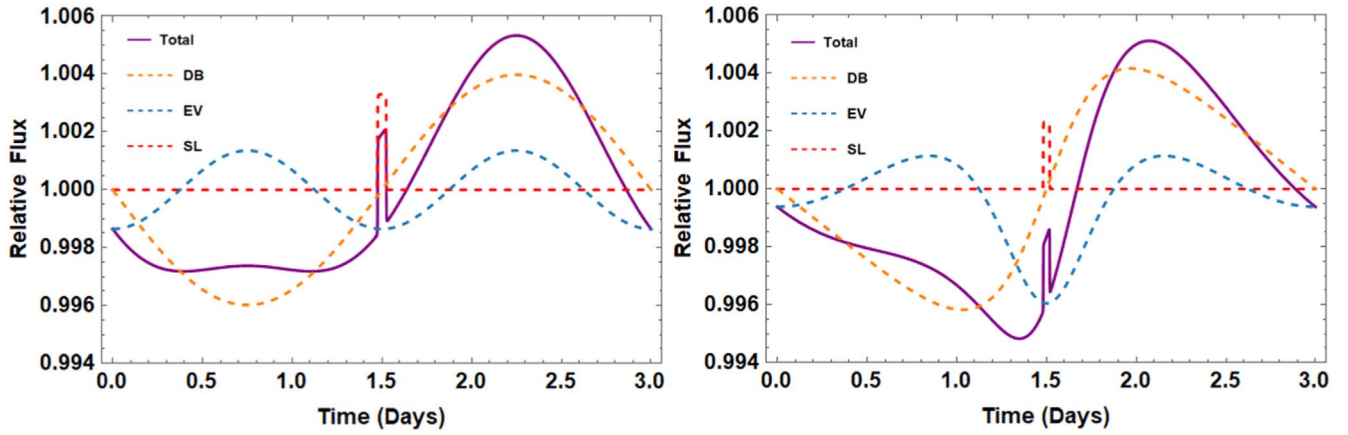 1.006
1.004
1.002
1.000
0.998
0.996
0.994
Relative Flux
Total
DB
EV
SL
0.0 0.5 1.0 1.5 2.0 2.5 3.0
Time (Days)
1.006
1.004
1.002
1.000
0.998
0.996
0.994
Relative Flux
Total
DB
EV
SL
0.0 0.5 1.0 1.5 2.0 2.5 3.0
Time (Days)